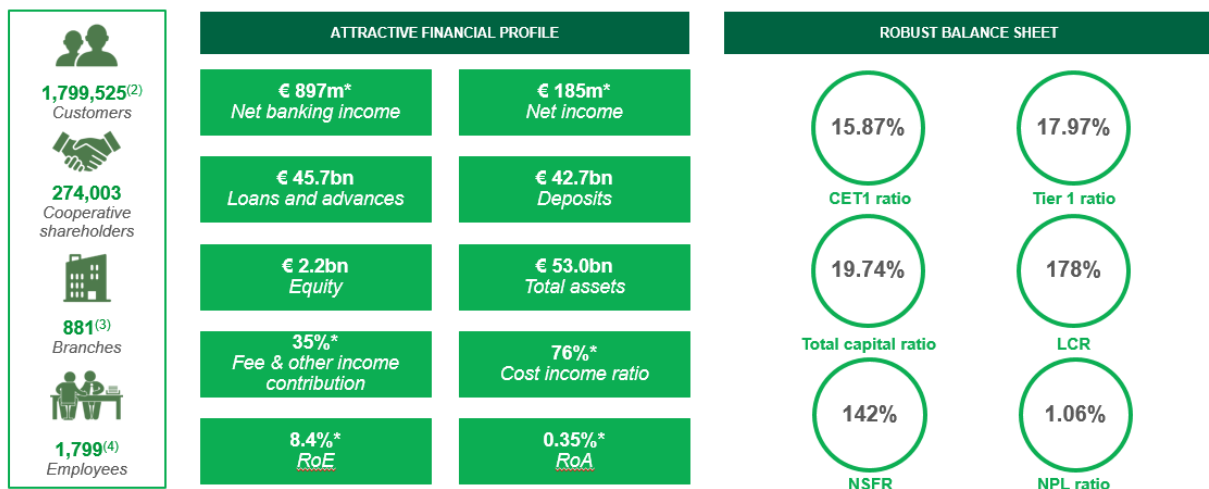 1,799,525(2)
Customers
274,003
Cooperative
shareholders
881(3)
Branches
1,799(4)
Employees
ATTRACTIVE FINANCIAL PROFILE
€ 897m*
Net banking income
€ 185m*
Net income
€ 45.7bn
Loans and advances
€ 42.7bn
Deposits
€ 2.2bn
Equity
€ 53.0bn
Total assets
35%*
Fee & other income
contribution
76%*
Cost income ratio
8.4%*
RoE
0.35%*
RoA
ROBUST BALANCE SHEET
15.87%
CET1 ratio
17.97%
Tier 1 ratio
19.74%
Total capital ratio
178%
LCR
142%
NSFR
1.06%
NPL ratio